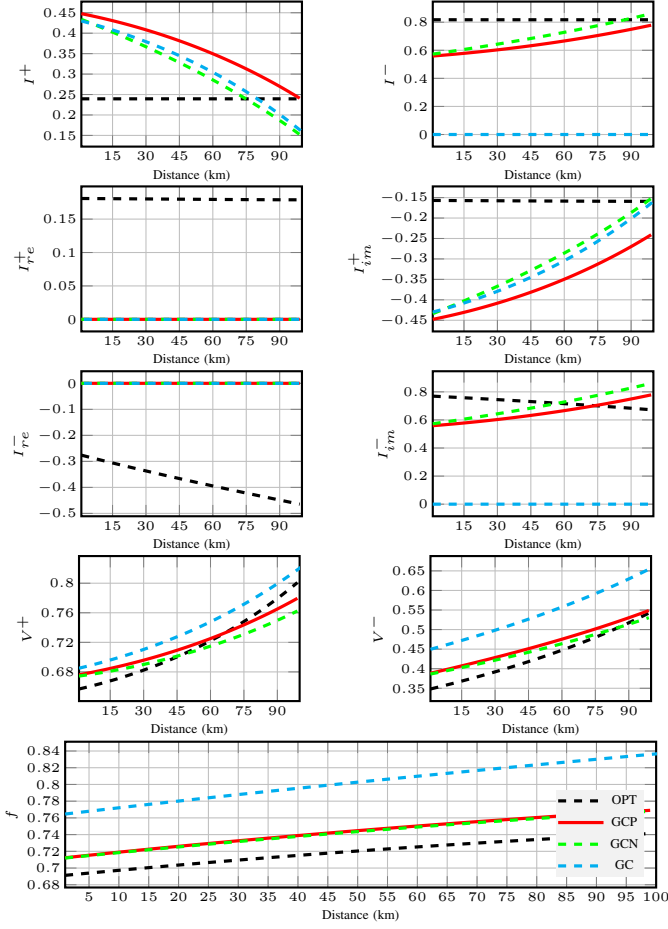 0.45
0.4
0.35
0.3
0.25
0.2
0.15
I+
15 30 45 60 75 90
Distance (km)
0.8
0.6
0.4
0.2
0
I−
15 30 45 60 75 90
Distance (km)
0.15
0.1
0.05
0
I+re
15 30 45 60 75 90
Distance (km)
−0.15
−0.2
−0.25
−0.3
−0.35
−0.4
−0.45
I+im
15 30 45 60 75 90
Distance (km)
0
−0.1
−0.2
−0.3
−0.4
−0.5
I−re
15 30 45 60 75 90
Distance (km)
0.8
0.6
0.4
0.2
0
I−im
15 30 45 60 75 90
Distance (km)
0.8
0.76
0.72
0.68
V+
15 30 45 60 75 90
Distance (km)
0.65
0.6
0.55
0.5
0.45
0.4
0.35
V−
15 30 45 60 75 90
Distance (km)
0.84
0.82
0.8
0.78
0.76
0.74
0.72
0.7
0.68
f
OPT
GCP
GCN
GC
5 10 15 20 25 30 35 40 45 50 55 60 65 70 75 80 85 90 95 100
Distance (km)